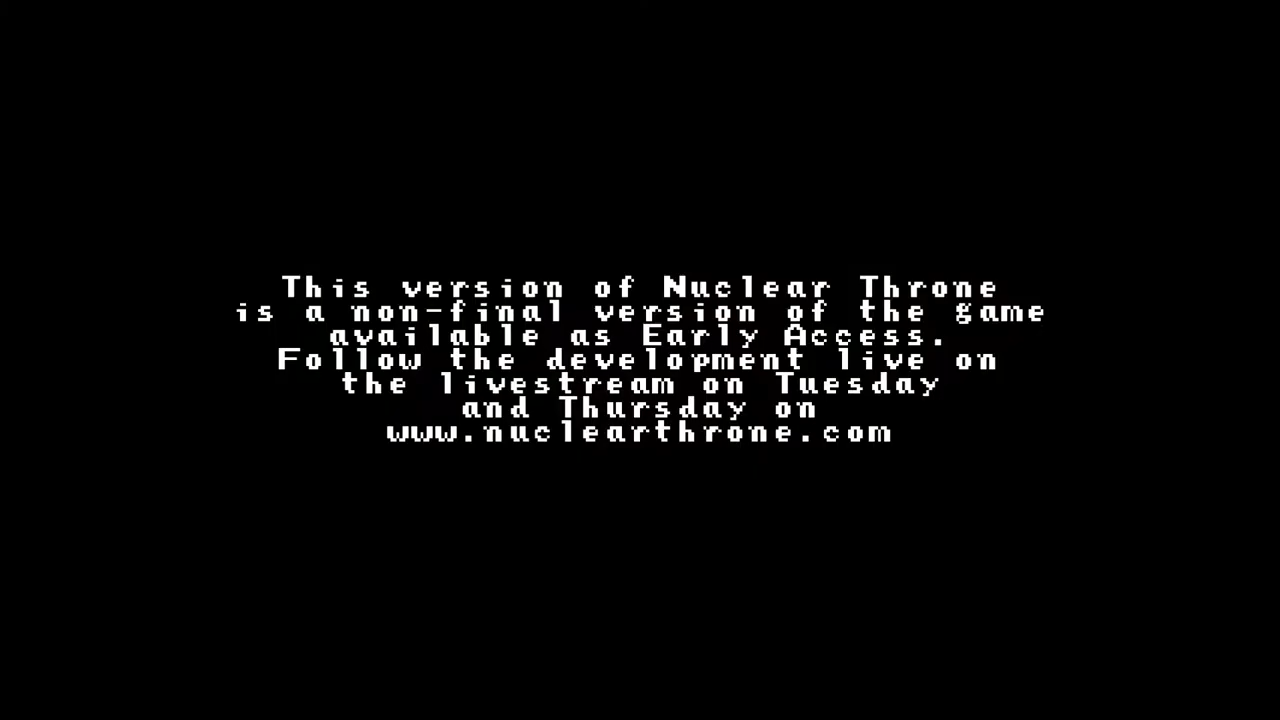 This version of Nuclear Throne
is a non-final version of the game
available as Early Access.
Follow the development live on
the livestream on Tuesday
and Thursday on
www.nuclearthrone.com